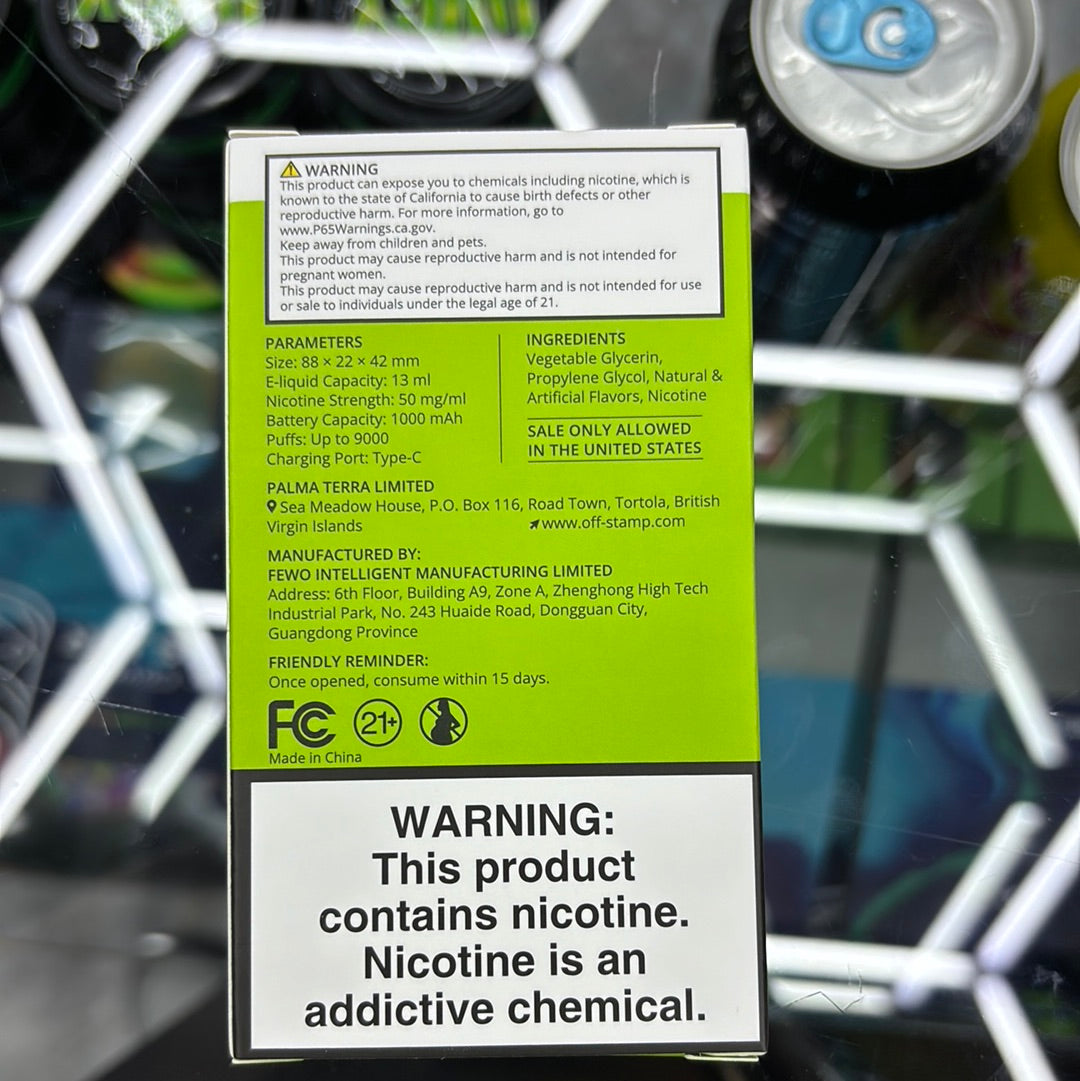 WARNING
This product can expose you to chemicals including nicotine, which is
known to the state of California to cause birth defects or other
reproductive harm. For more information, go to
www.P65Warnings.ca.gov.
Keep away from children and pets.
This product may cause reproductive harm and is not intended for
pregnant women.
This product may cause reproductive harm and is not intended for use
or sale to individuals under the legal age of 21.
PARAMETERS
Size: 88 × 22 × 42 mm
E-liquid Capacity: 13 ml
Nicotine Strength: 50 mg/ml
Battery Capacity: 1000 mAh
Puffs: Up to 9000
Charging Port: Type-C
INGREDIENTS
Vegetable Glycerin,
Propylene Glycol, Natural &
Artificial Flavors, Nicotine
SALE ONLY ALLOWED
IN THE UNITED STATES
PALMA TERRA LIMITED
Sea Meadow House, P.O. Box 116, Road Town, Tortola, British
Virgin Islands
www.off-stamp.com
MANUFACTURED BY:
FEWO INTELLIGENT MANUFACTURING LIMITED
Address: 6th Floor, Building A9, Zone A, Zhenghong High Tech
Industrial Park, No. 243 Huaide Road, Dongguan City,
Guangdong Province
FRIENDLY REMINDER:
Once opened, consume within 15 days.
FC 21+
Made in China
WARNING:
This product
contains nicotine.
Nicotine is an
addictive chemical.